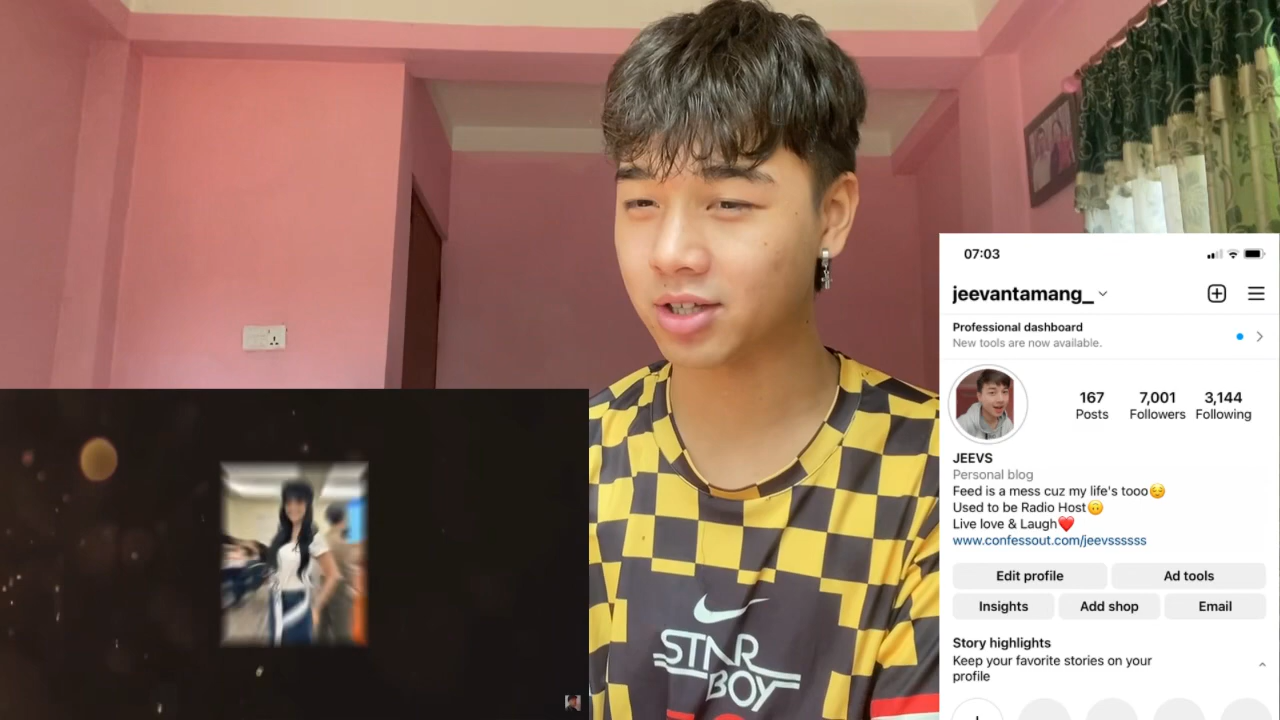 STAR
BOY
07:03
jeevantamang_
Professional dashboard
New tools are now available.
167
7,001
3,144
Posts
Followers
Following
JEEVS
Personal blog
Feed is a mess cuz my life's tooo😌
Used to be Radio Host🙃
Live love & Laugh❤️
www.confessout.com/jeevssssss
Edit profile
Ad tools
Insights
Add shop
Email
Story highlights
Keep your favorite stories on your
profile